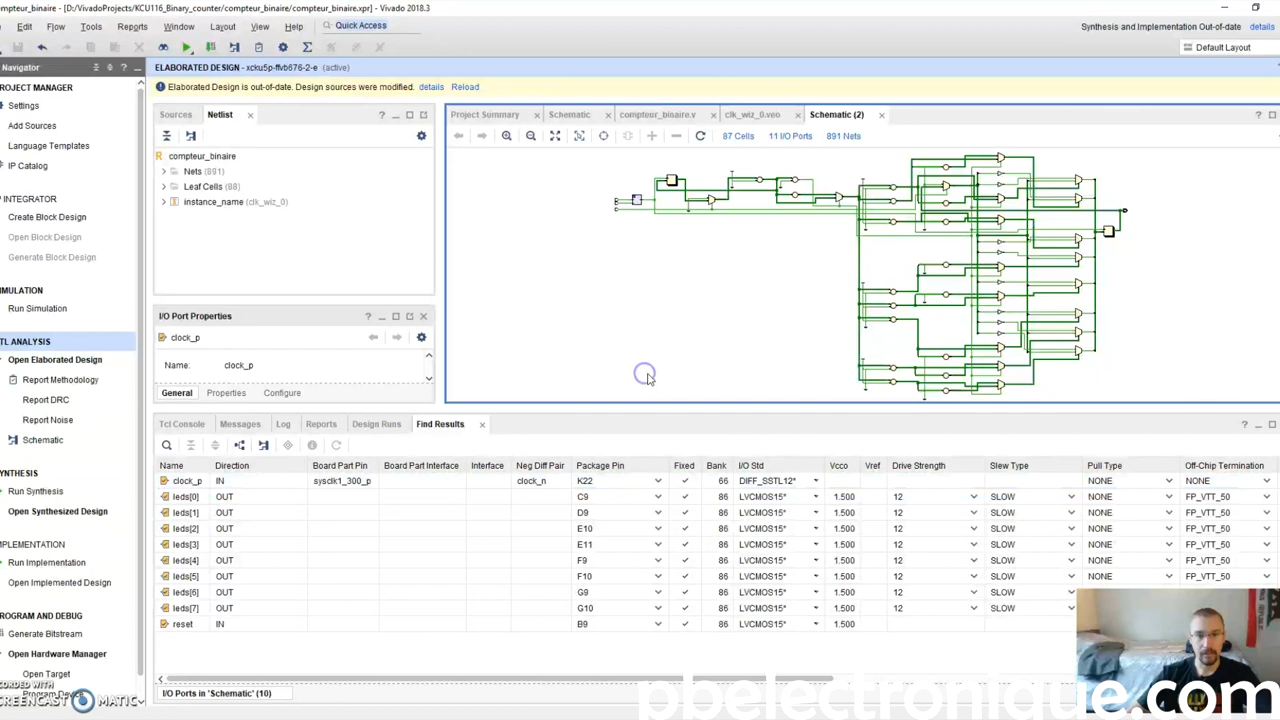 mpteur_binaire - [D:/VivadoProjects/KCU116_Binary_counter/compteur_binaire/compteur_binaire.xpr] - Vivado 2018.3
Edit Flow Tools Reports Window Layout View Help Quick Access
Synthesis and Implementation Out-of-date details
Default Layout
Navigator
ELABORATED DESIGN - xcku5p-ffvb676-2-e (active)
Elaborated Design is out-of-date. Design sources were modified. details Reload
ROJECT MANAGER
Settings
Add Sources
Language Templates
IP Catalog
NTEGRATOR
Create Block Design
Open Block Design
Generate Block Design
IMULATION
Run Simulation
TL ANALYSIS
Open Elaborated Design
Report Methodology
Report DRC
Report Noise
Schematic
YNTHESIS
Run Synthesis
Open Synthesized Design
MPLEMENTATION
Run Implementation
Open Implemented Design
ROGRAM AND DEBUG
Generate Bitstream
Open Hardware Manager
Open Target
Program Device
Sources Netlist
compteur_binaire
Nets (891)
Leaf Cells (88)
instance_name (clk_wiz_0)
I/O Port Properties
clock_p
Name: clock_p
General Properties Configure
Project Summary Schematic compteur_binaire.v clk_wiz_0.veo Schematic (2)
87 Cells 11 I/O Ports 891 Nets
Tcl Console Messages Log Reports Design Runs Find Results
Name Direction Board Part Pin Board Part Interface Interface Neg Diff Pair Package Pin Fixed Bank I/O Std Vcco Vref Drive Strength Slew Type Pull Type Off-Chip Termination
clock_p IN sysclk1_300_p clock_n K22 66 DIFF_SSTL12* NONE NONE
leds[0] OUT C9 86 LVCMOS15* 1.500 12 SLOW NONE FP_VTT_50
leds[1] OUT D9 86 LVCMOS15* 1.500 12 SLOW NONE FP_VTT_50
leds[2] OUT E10 86 LVCMOS15* 1.500 12 SLOW NONE FP_VTT_50
leds[3] OUT E11 86 LVCMOS15* 1.500 12 SLOW NONE FP_VTT_50
leds[4] OUT F9 86 LVCMOS15* 1.500 12 SLOW NONE FP_VTT_50
leds[5] OUT F10 86 LVCMOS15* 1.500 12 SLOW NONE FP_VTT_50
leds[6] OUT G9 86 LVCMOS15* 1.500 12 SLOW
leds[7] OUT G10 86 LVCMOS15* 1.500 12 SLOW
reset IN B9 86 LVCMOS15* 1.500
I/O Ports in 'Schematic' (10)
CORDED WITH
SCREENCAST MATIC
pbelectronique.com